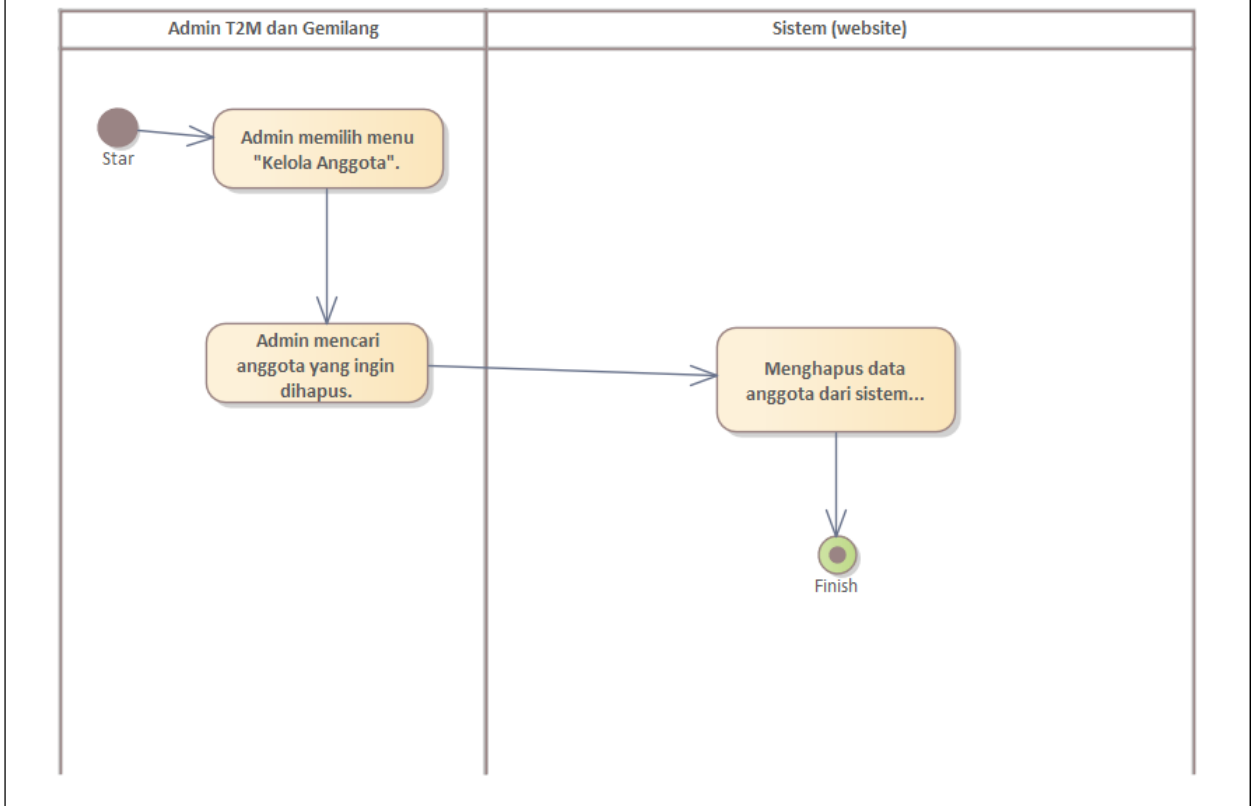 Admin T2M dan Gemilang
Sistem (website)
Star
Admin memilih menu
"Kelola Anggota".
Admin mencari
anggota yang ingin
dihapus.
Menghapus data
anggota dari sistem...
Finish